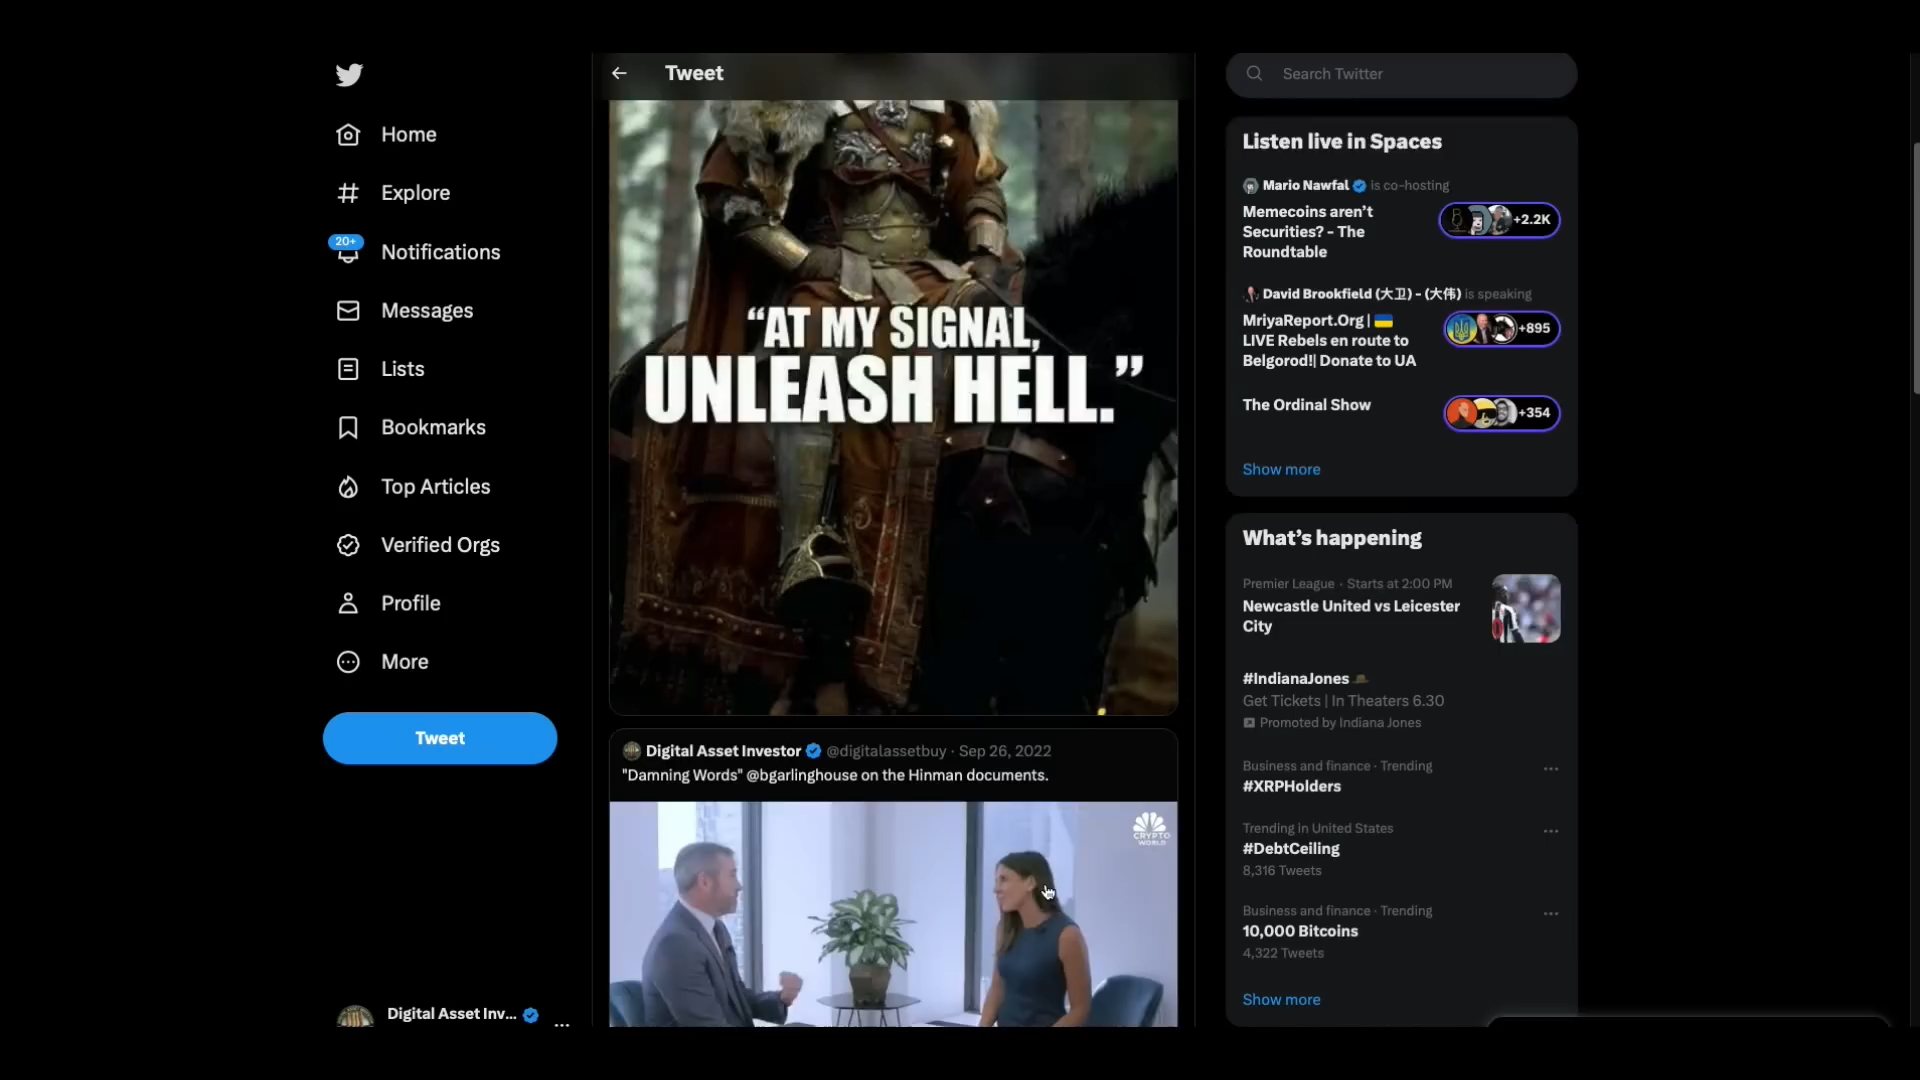 Home
Explore
20+
Notifications
Messages
Lists
Bookmarks
Top Articles
Verified Orgs
Profile
More
Tweet
Digital Asset Inv...
Tweet
“AT MY SIGNAL,
UNLEASH HELL.”
Digital Asset Investor @digitalassetbuy · Sep 26, 2022
"Damning Words" @bgarlinghouse on the Hinman documents.
CRYPTO
WORLD
Search Twitter
Listen live in Spaces
Mario Nawfal is co-hosting
Memecoins aren’t
Securities? - The
Roundtable
+2.2K
David Brookfield (大卫) - (大伟) is speaking
MriyaReport.Org |
LIVE Rebels en route to
Belgorod!| Donate to UA
+895
The Ordinal Show
+354
Show more
What’s happening
Premier League · Starts at 2:00 PM
Newcastle United vs Leicester
City
#IndianaJones
Get Tickets | In Theaters 6.30
Promoted by Indiana Jones
Business and finance · Trending
#XRPHolders
Trending in United States
#DebtCeiling
8,316 Tweets
Business and finance · Trending
10,000 Bitcoins
4,322 Tweets
Show more